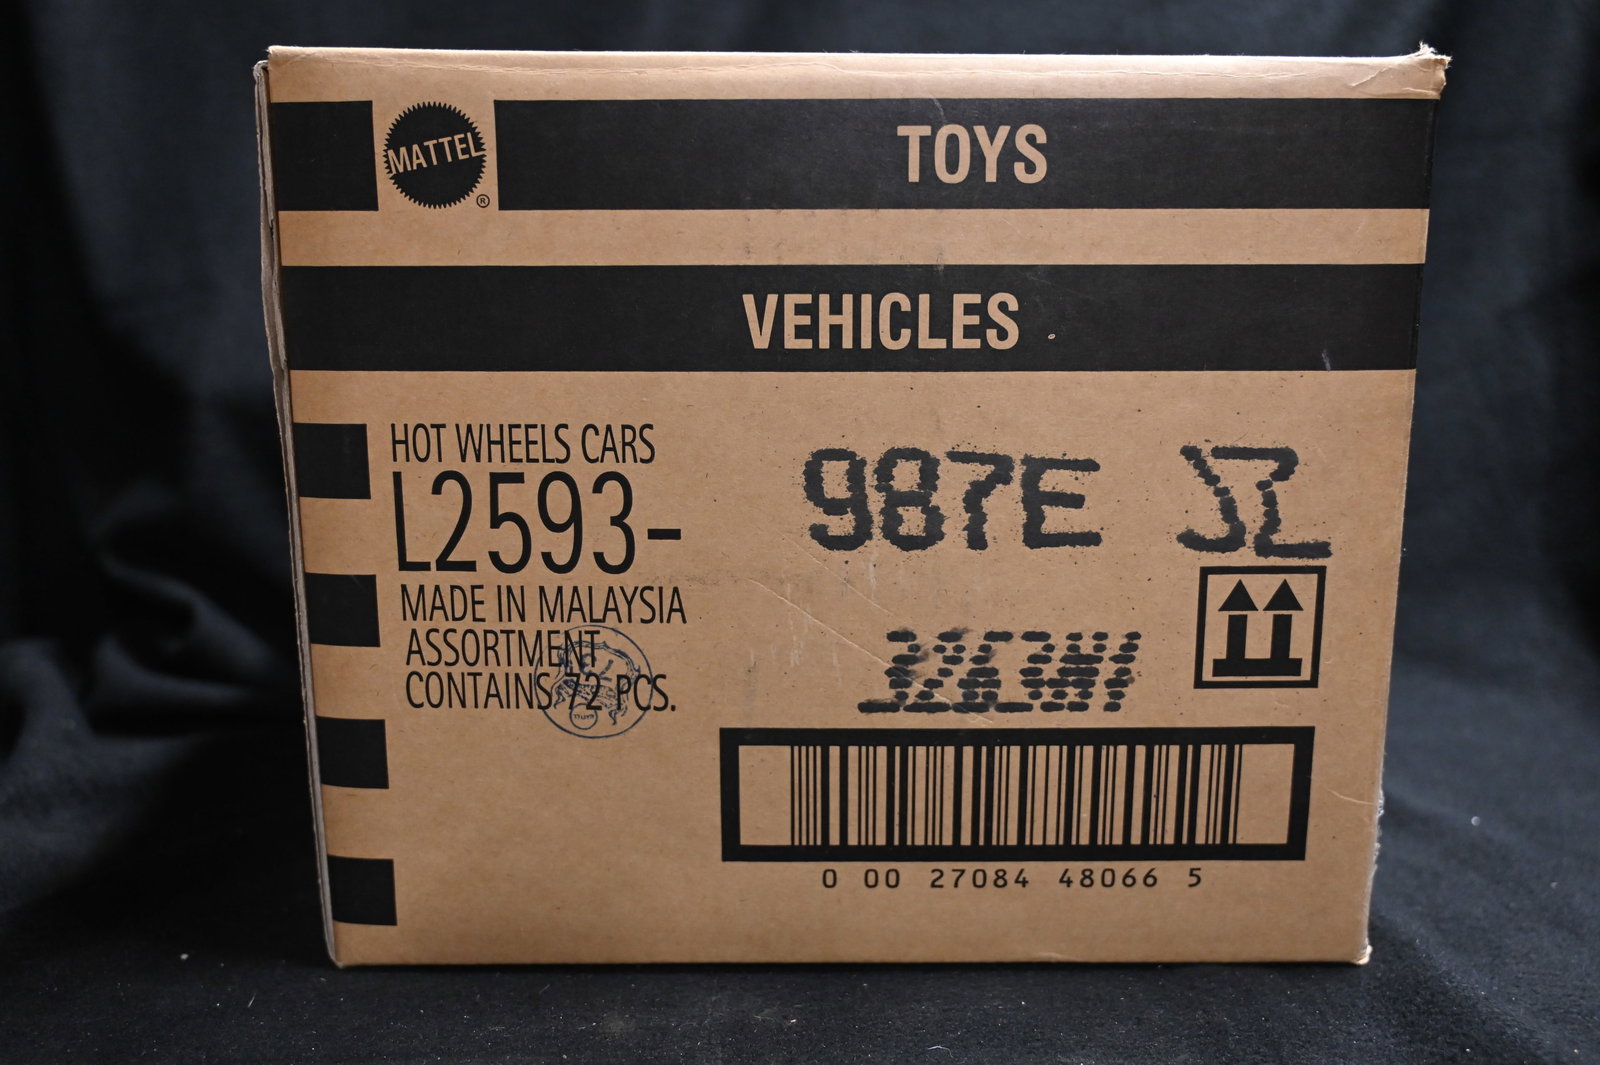 MATTEL
®
TOYS
VEHICLES
HOT WHEELS CARS
L2593-
987E
MADE IN MALAYSIA
ASSORTMENT
CONTAINS 72 PCS.
0 00 27084 48066 5